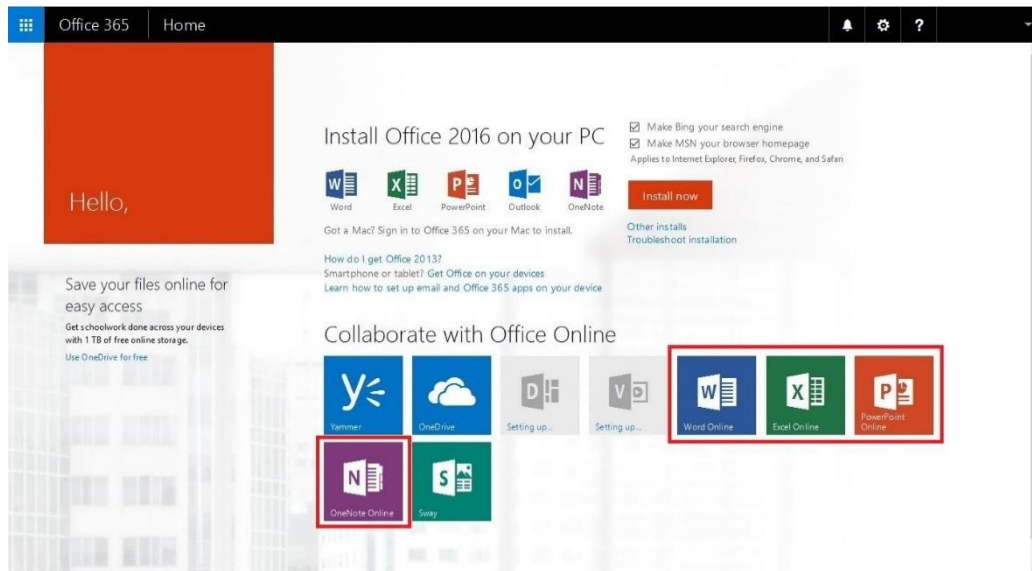 Office 365
Home
?
Hello,
Save your files online for
easy access
Get schoolwork done across your devices
with 1 TB of free online storage.
Use OneDrive for free
Install Office 2016 on your PC
W
Word
X
Excel
P
PowerPoint
O
Outlook
N
OneNote
Got a Mac? Sign in to Office 365 on your Mac to install.
How do I get Office 2013?
Smartphone or tablet? Get Office on your devices
Learn how to set up email and Office 365 apps on your device
Make Bing your search engine
Make MSN your browser homepage
Applies to Internet Explorer, Firefox, Chrome, and Safari
Install now
Other installs
Troubleshoot installation
Collaborate with Office Online
Y
Yammer
OneDrive
D
Setting up...
V
Setting up...
W
Word Online
X
Excel Online
P
PowerPoint
Online
N
OneNote Online
S
Sway